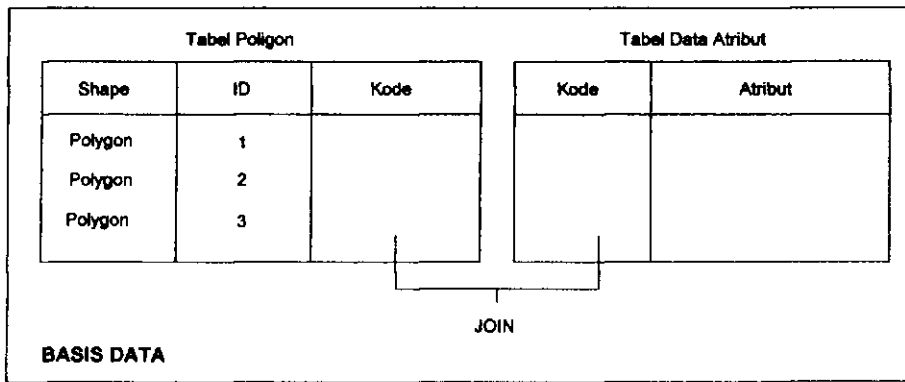 Tabel Poligon Tabel Data Atribut
Shape ID Kode Kode Atribut
Polygon 1
Polygon 2
Polygon 3
JOIN
BASIS DATA